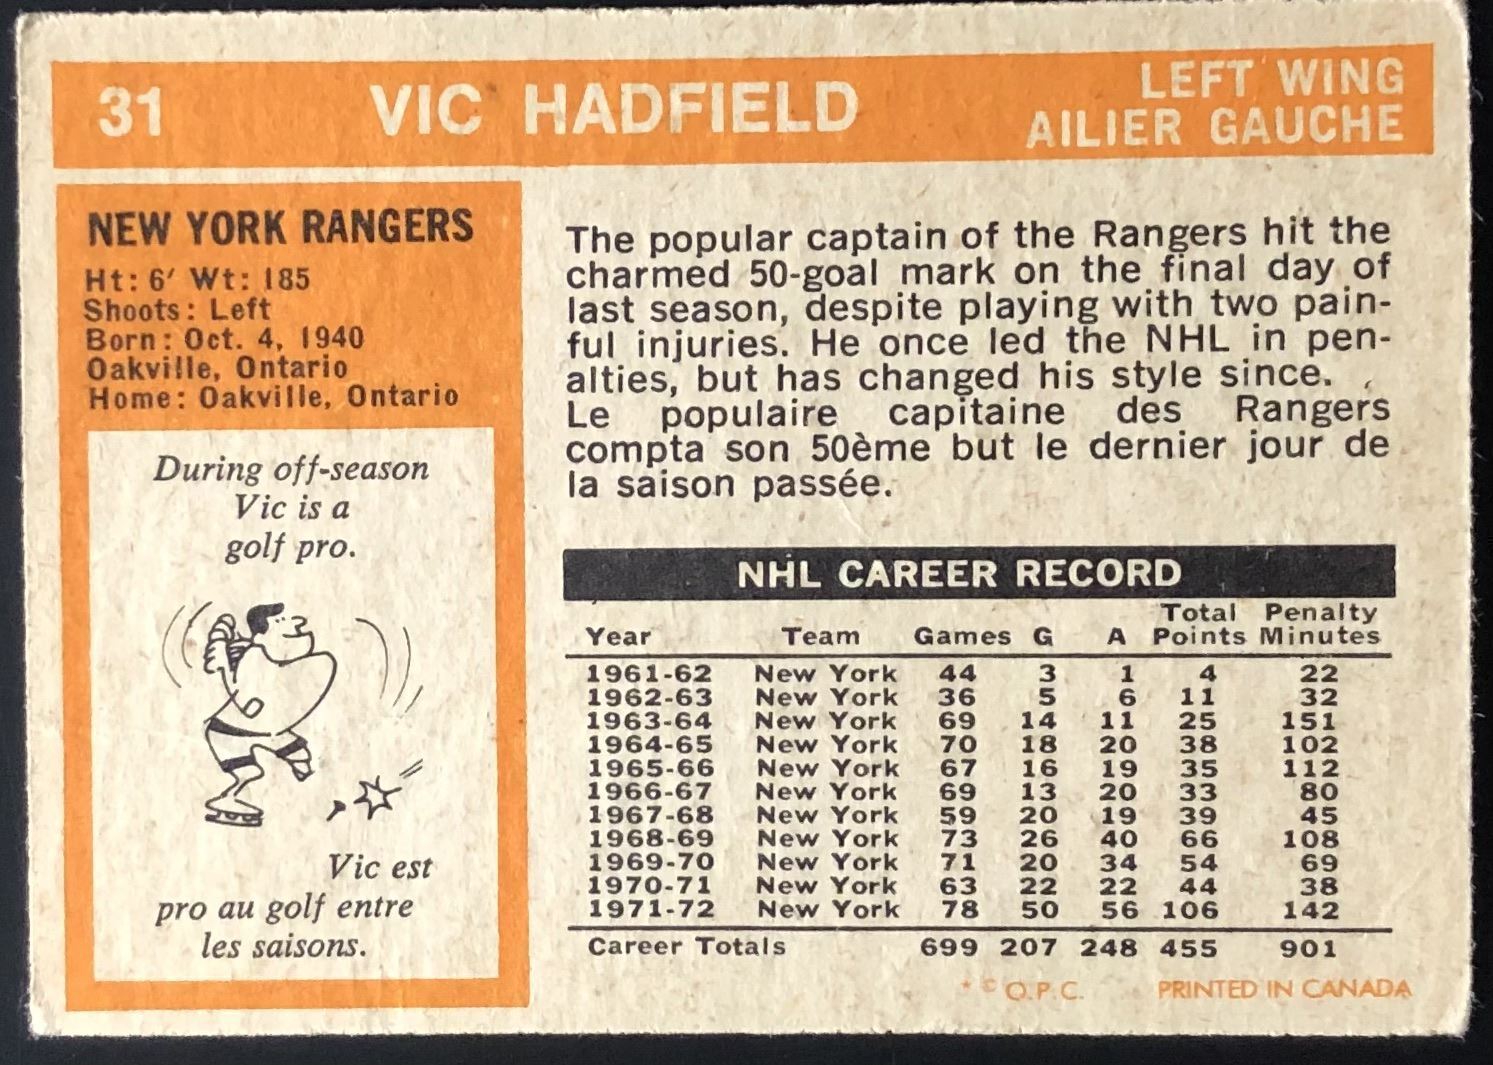 31 VIC HADFIELD LEFT WING
AILIER GAUCHE
NEW YORK RANGERS
Ht: 6′ Wt: 185
Shoots: Left
Born: Oct. 4, 1940
Oakville, Ontario
Home: Oakville, Ontario
During off-season
Vic is a
golf pro.
Vic est
pro au golf entre
les saisons.
The popular captain of the Rangers hit the
charmed 50-goal mark on the final day of
last season, despite playing with two pain-
ful injuries. He once led the NHL in pen-
alties, but has changed his style since.
Le populaire capitaine des Rangers
compta son 50ème but le dernier jour de
la saison passée.
NHL CAREER RECORD
Year Team Games G A Total Points Penalty Minutes
1961-62 New York 44 3 1 4 22
1962-63 New York 36 5 6 11 32
1963-64 New York 69 14 11 25 151
1964-65 New York 70 18 20 38 102
1965-66 New York 67 16 19 35 112
1966-67 New York 69 13 20 33 80
1967-68 New York 59 20 19 39 45
1968-69 New York 73 26 40 66 108
1969-70 New York 71 20 34 54 69
1970-71 New York 63 22 22 44 38
1971-72 New York 78 50 56 106 142
Career Totals 699 207 248 455 901
* © O.P.C. PRINTED IN CANADA